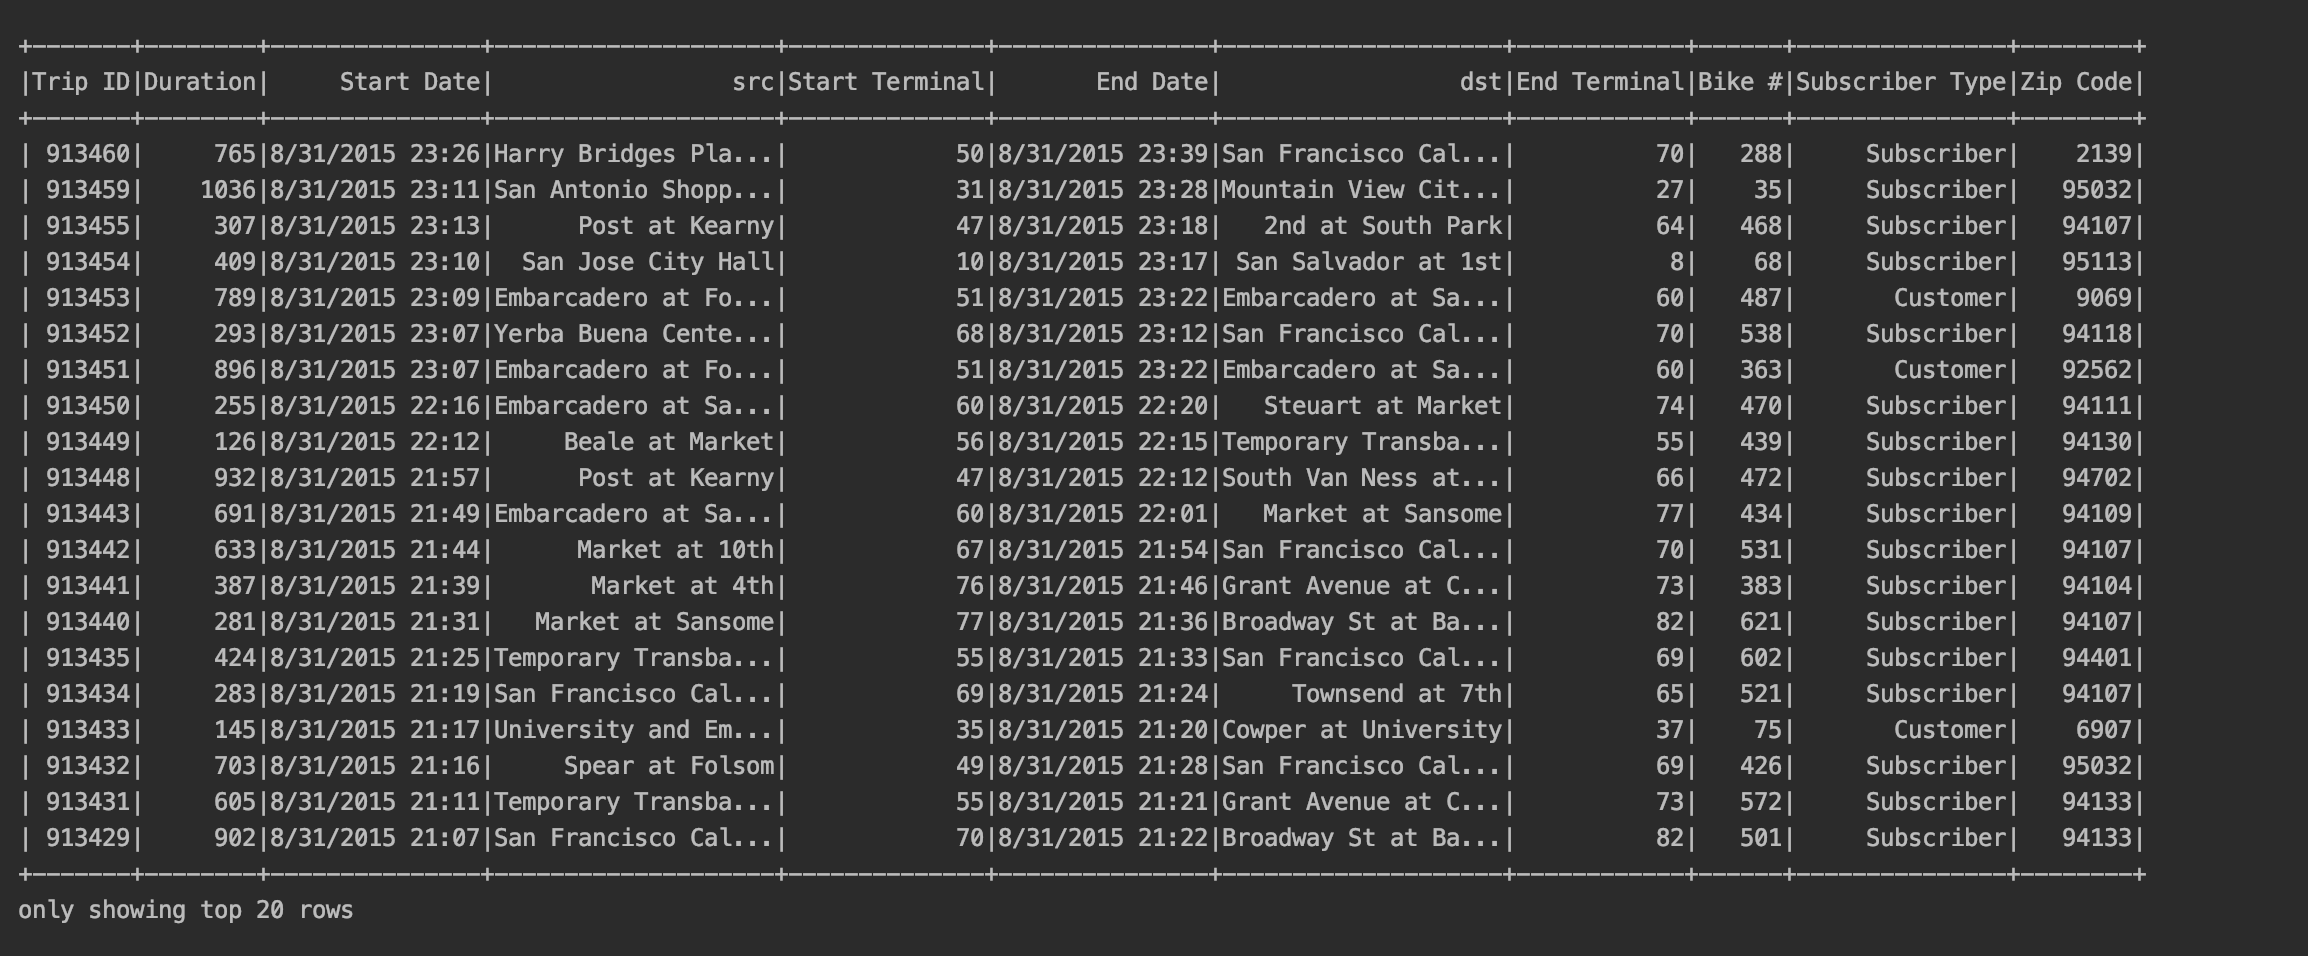 +-------+--------+---------------+--------------------+--------------+---------------+--------------------+------------+------+---------------+--------+
|Trip ID|Duration|     Start Date|                 src|Start Terminal|       End Date|                 dst|End Terminal|Bike #|Subscriber Type|Zip Code|
+-------+--------+---------------+--------------------+--------------+---------------+--------------------+------------+------+---------------+--------+
| 913460|     765|8/31/2015 23:26|Harry Bridges Pla...|            50|8/31/2015 23:39|San Francisco Cal...|          70|   288|     Subscriber|    2139|
| 913459|    1036|8/31/2015 23:11|San Antonio Shopp...|            31|8/31/2015 23:28|Mountain View Cit...|          27|    35|     Subscriber|   95032|
| 913455|     307|8/31/2015 23:13|      Post at Kearny|            47|8/31/2015 23:18|   2nd at South Park|          64|   468|     Subscriber|   94107|
| 913454|     409|8/31/2015 23:10|  San Jose City Hall|            10|8/31/2015 23:17| San Salvador at 1st|           8|    68|     Subscriber|   95113|
| 913453|     789|8/31/2015 23:09|Embarcadero at Fo...|            51|8/31/2015 23:22|Embarcadero at Sa...|          60|   487|       Customer|    9069|
| 913452|     293|8/31/2015 23:07|Yerba Buena Cente...|            68|8/31/2015 23:12|San Francisco Cal...|          70|   538|     Subscriber|   94118|
| 913451|     896|8/31/2015 23:07|Embarcadero at Fo...|            51|8/31/2015 23:22|Embarcadero at Sa...|          60|   363|       Customer|   92562|
| 913450|     255|8/31/2015 22:16|Embarcadero at Sa...|            60|8/31/2015 22:20|   Steuart at Market|          74|   470|     Subscriber|   94111|
| 913449|     126|8/31/2015 22:12|     Beale at Market|            56|8/31/2015 22:15|Temporary Transba...|          55|   439|     Subscriber|   94130|
| 913448|     932|8/31/2015 21:57|      Post at Kearny|            47|8/31/2015 22:12|South Van Ness at...|          66|   472|     Subscriber|   94702|
| 913443|     691|8/31/2015 21:49|Embarcadero at Sa...|            60|8/31/2015 22:01|   Market at Sansome|          77|   434|     Subscriber|   94109|
| 913442|     633|8/31/2015 21:44|      Market at 10th|            67|8/31/2015 21:54|San Francisco Cal...|          70|   531|     Subscriber|   94107|
| 913441|     387|8/31/2015 21:39|       Market at 4th|            76|8/31/2015 21:46|Grant Avenue at C...|          73|   383|     Subscriber|   94104|
| 913440|     281|8/31/2015 21:31|   Market at Sansome|            77|8/31/2015 21:36|Broadway St at Ba...|          82|   621|     Subscriber|   94107|
| 913435|     424|8/31/2015 21:25|Temporary Transba...|            55|8/31/2015 21:33|San Francisco Cal...|          69|   602|     Subscriber|   94401|
| 913434|     283|8/31/2015 21:19|San Francisco Cal...|            69|8/31/2015 21:24|     Townsend at 7th|          65|   521|     Subscriber|   94107|
| 913433|     145|8/31/2015 21:17|University and Em...|            35|8/31/2015 21:20|Cowper at University|          37|    75|       Customer|    6907|
| 913432|     703|8/31/2015 21:16|     Spear at Folsom|            49|8/31/2015 21:28|San Francisco Cal...|          69|   426|     Subscriber|   95032|
| 913431|     605|8/31/2015 21:11|Temporary Transba...|            55|8/31/2015 21:21|Grant Avenue at C...|          73|   572|     Subscriber|   94133|
| 913429|     902|8/31/2015 21:07|San Francisco Cal...|            70|8/31/2015 21:22|Broadway St at Ba...|          82|   501|     Subscriber|   94133|
+-------+--------+---------------+--------------------+--------------+---------------+--------------------+------------+------+---------------+--------+
only showing top 20 rows